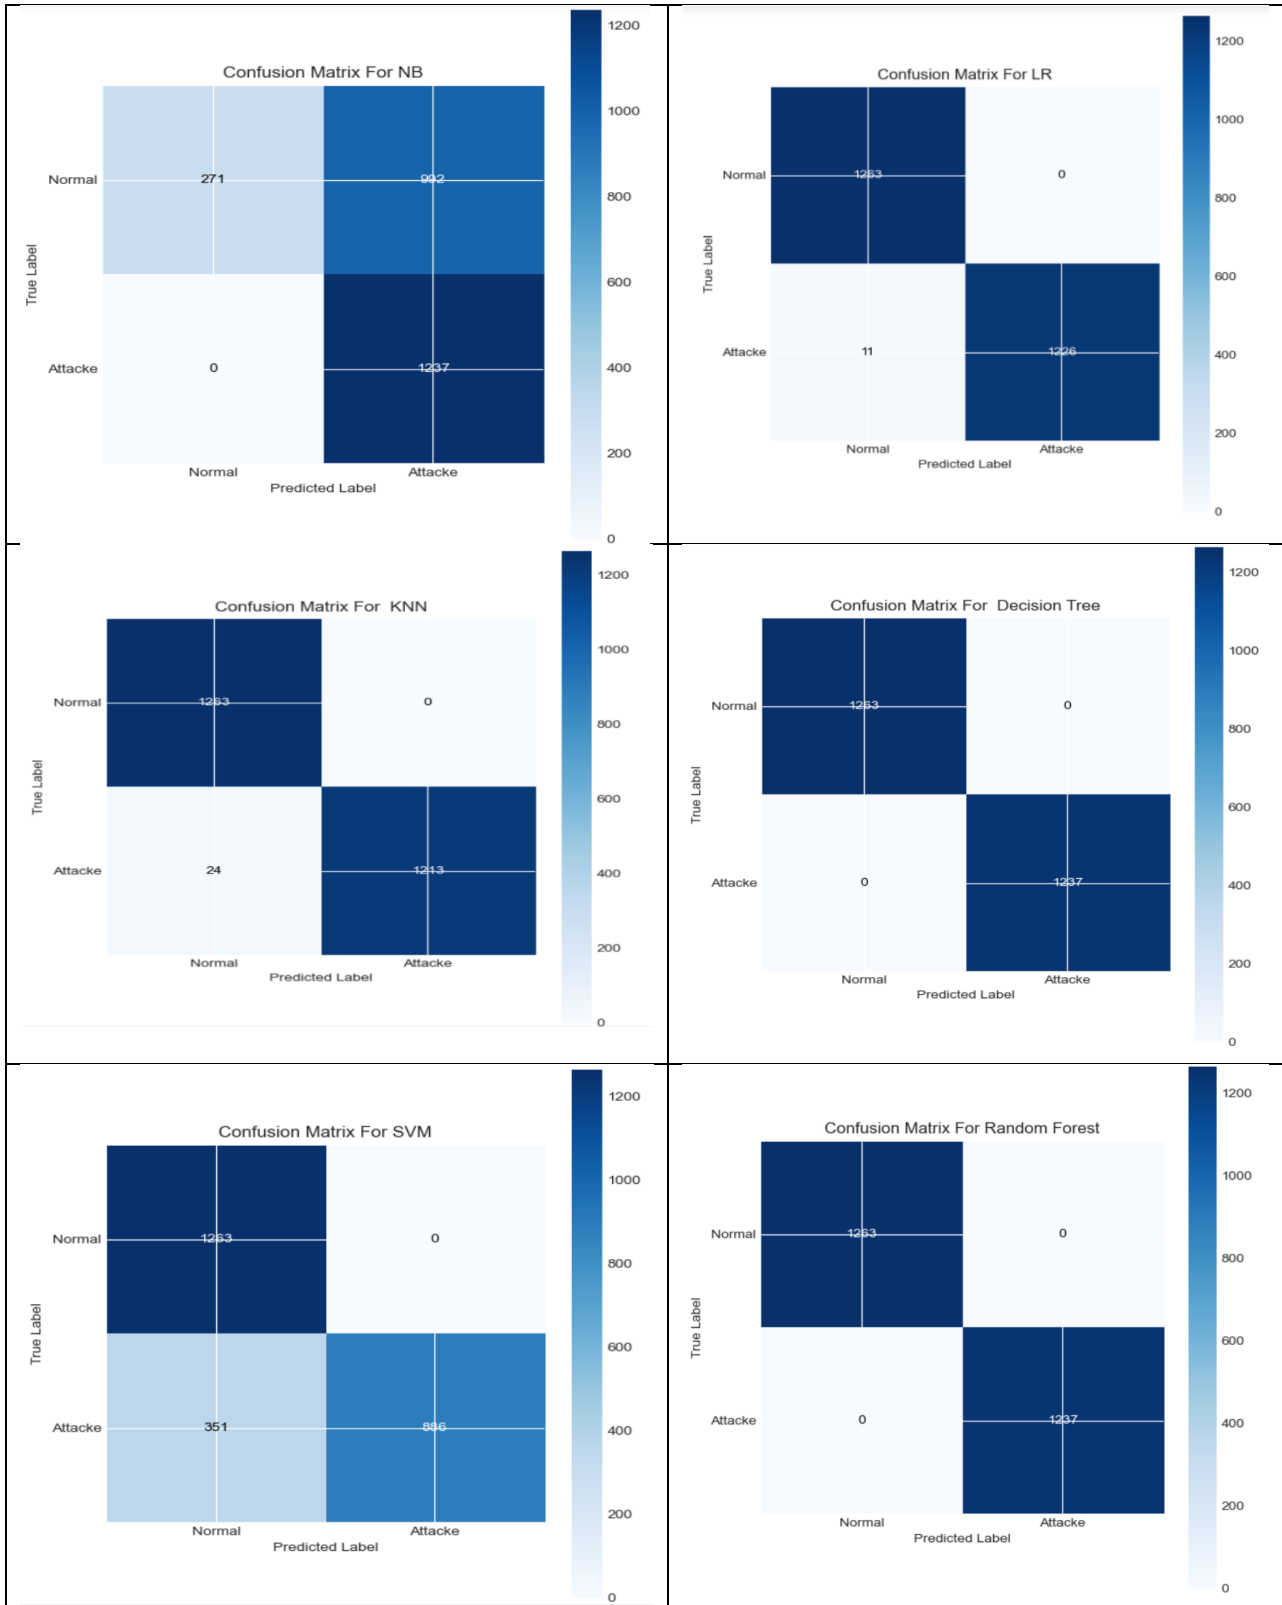 Confusion Matrix For NB
1200
1000
800
600
400
200
0
True Label
Normal
271
992
Attacke
0
1237
Normal
Attacke
Predicted Label
Confusion Matrix For LR
1200
1000
800
600
400
200
0
True Label
Normal
1263
0
Attacke
11
1226
Normal
Attacke
Predicted Label
Confusion Matrix For KNN
1200
1000
800
600
400
200
0
True Label
Normal
1263
0
Attacke
24
1213
Normal
Attacke
Predicted Label
Confusion Matrix For Decision Tree
1200
1000
800
600
400
200
0
True Label
Normal
1263
0
Attacke
0
1237
Normal
Attacke
Predicted Label
Confusion Matrix For SVM
1200
1000
800
600
400
200
0
True Label
Normal
1263
0
Attacke
351
886
Normal
Attacke
Predicted Label
Confusion Matrix For Random Forest
1200
1000
800
600
400
200
0
True Label
Normal
1263
0
Attacke
0
1237
Normal
Attacke
Predicted Label